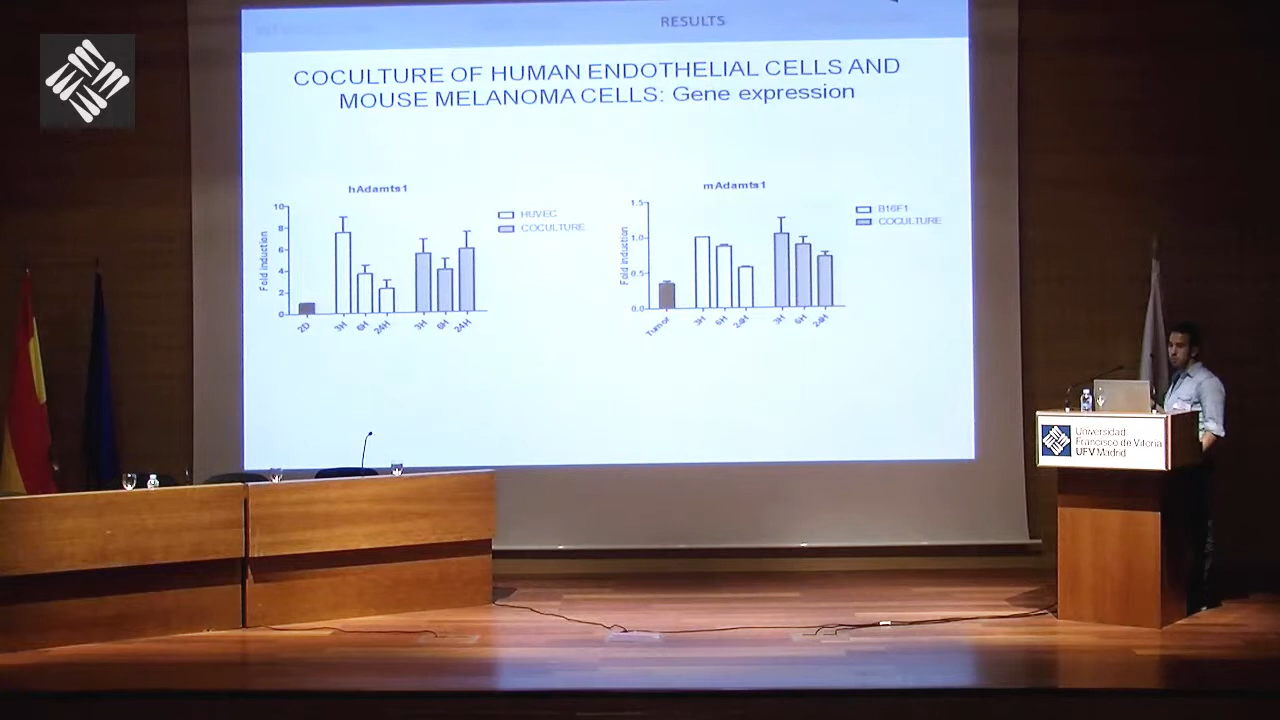 RESULTS
COCULTURE OF HUMAN ENDOTHELIAL CELLS AND
MOUSE MELANOMA CELLS: Gene expression
hAdamts1
Fold induction
10
8
6
4
2
0
2D
3H
6H
24H
3H
6H
24H
HUVEC
COCULTURE
mAdamts1
Fold induction
1.5
1.0
0.5
0.0
Tumor
3H
6H
24H
3H
6H
24H
B16F1
COCULTURE
Universidad
Francisco de Vitoria
UFV Madrid